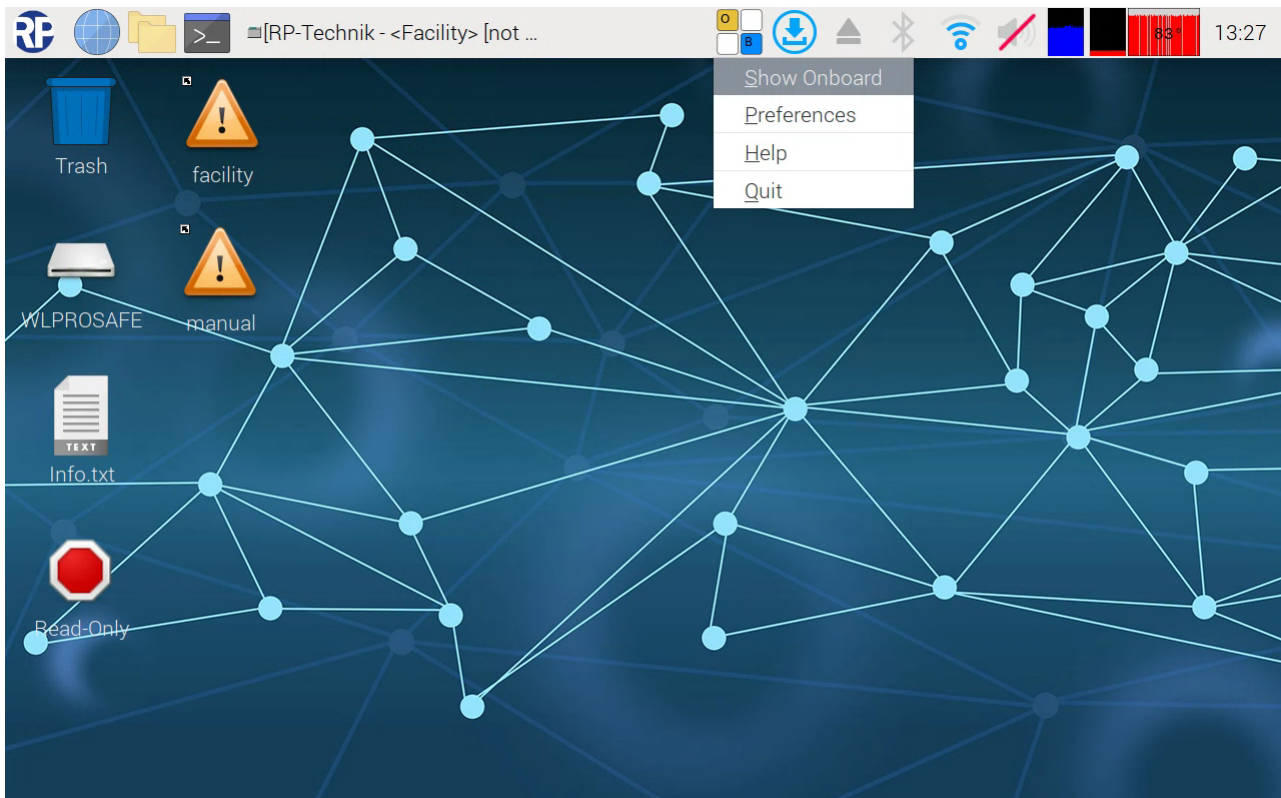 RP
>_
[RP-Technik - <Facility> [not ...
O
B
83°
13:27
Show Onboard
Preferences
Help
Quit
Trash
facility
WLPROSAFE
manual
TEXT
Info.txt
Read-Only